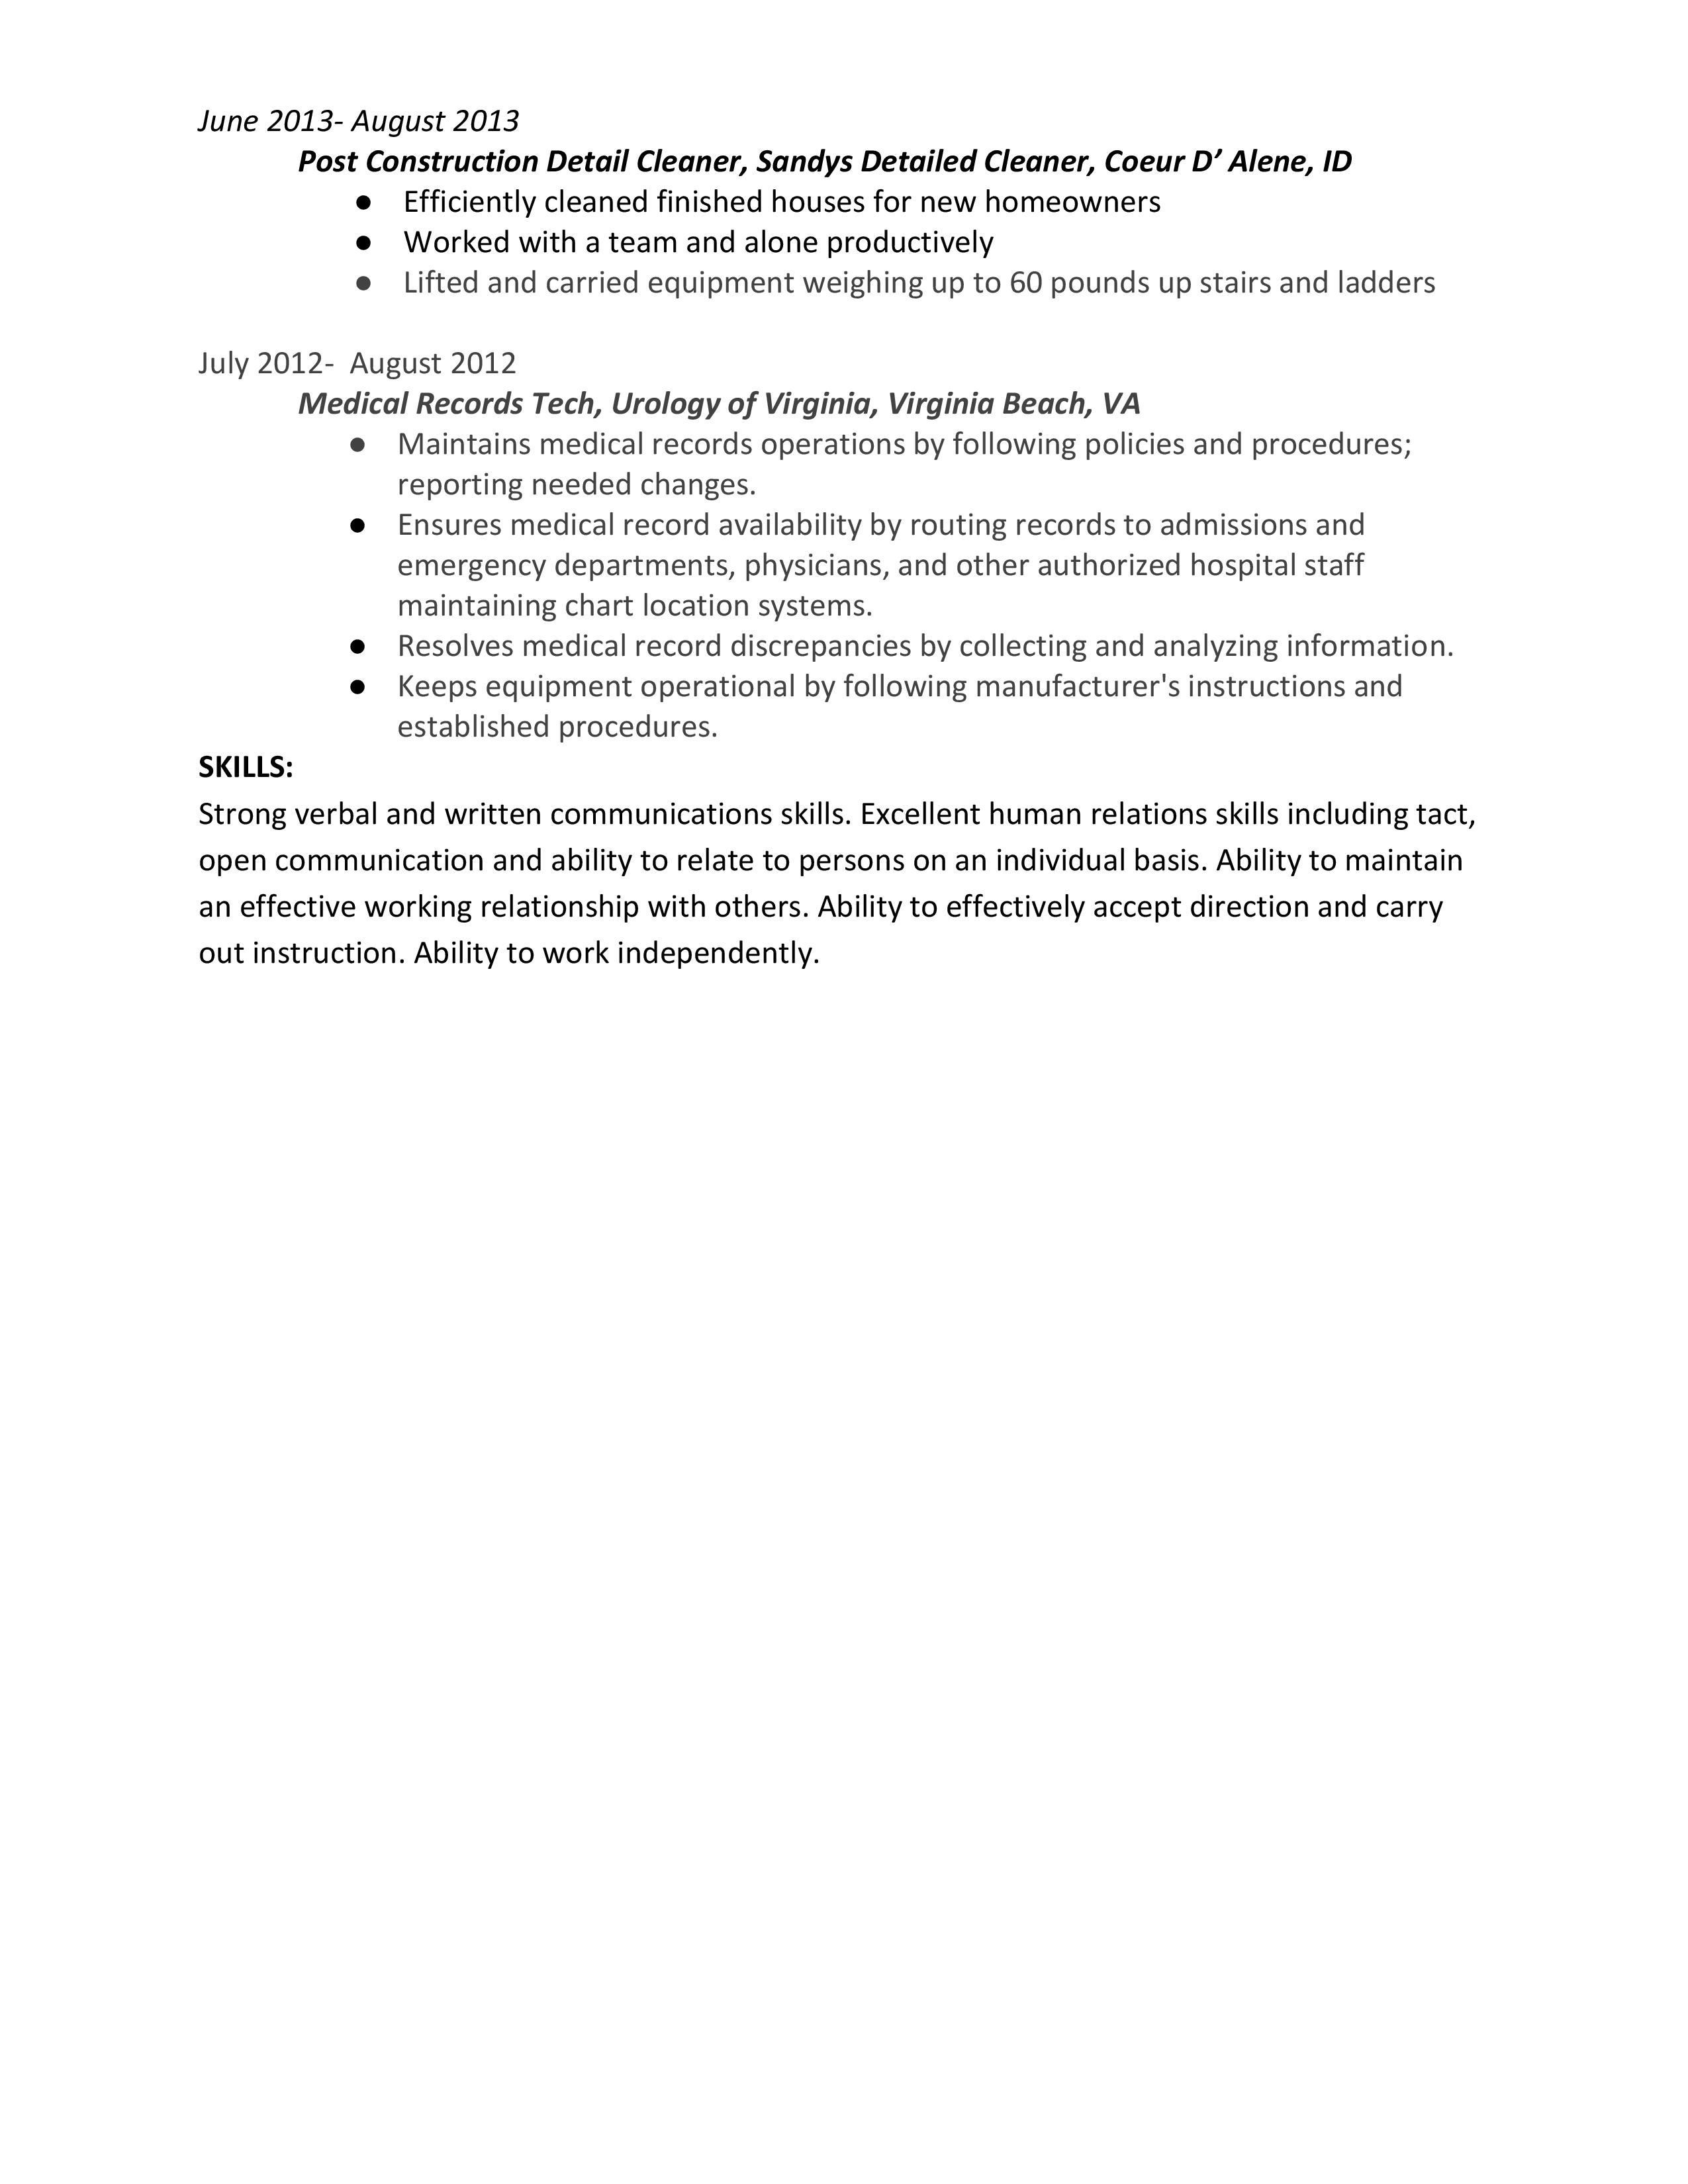 June 2013- August 2013
Post Construction Detail Cleaner, Sandys Detailed Cleaner, Coeur D’ Alene, ID
● Efficiently cleaned finished houses for new homeowners
● Worked with a team and alone productively
● Lifted and carried equipment weighing up to 60 pounds up stairs and ladders
July 2012-  August 2012
Medical Records Tech, Urology of Virginia, Virginia Beach, VA
● Maintains medical records operations by following policies and procedures;
reporting needed changes.
● Ensures medical record availability by routing records to admissions and
emergency departments, physicians, and other authorized hospital staff
maintaining chart location systems.
● Resolves medical record discrepancies by collecting and analyzing information.
● Keeps equipment operational by following manufacturer's instructions and
established procedures.
SKILLS:
Strong verbal and written communications skills. Excellent human relations skills including tact,
open communication and ability to relate to persons on an individual basis. Ability to maintain
an effective working relationship with others. Ability to effectively accept direction and carry
out instruction. Ability to work independently.